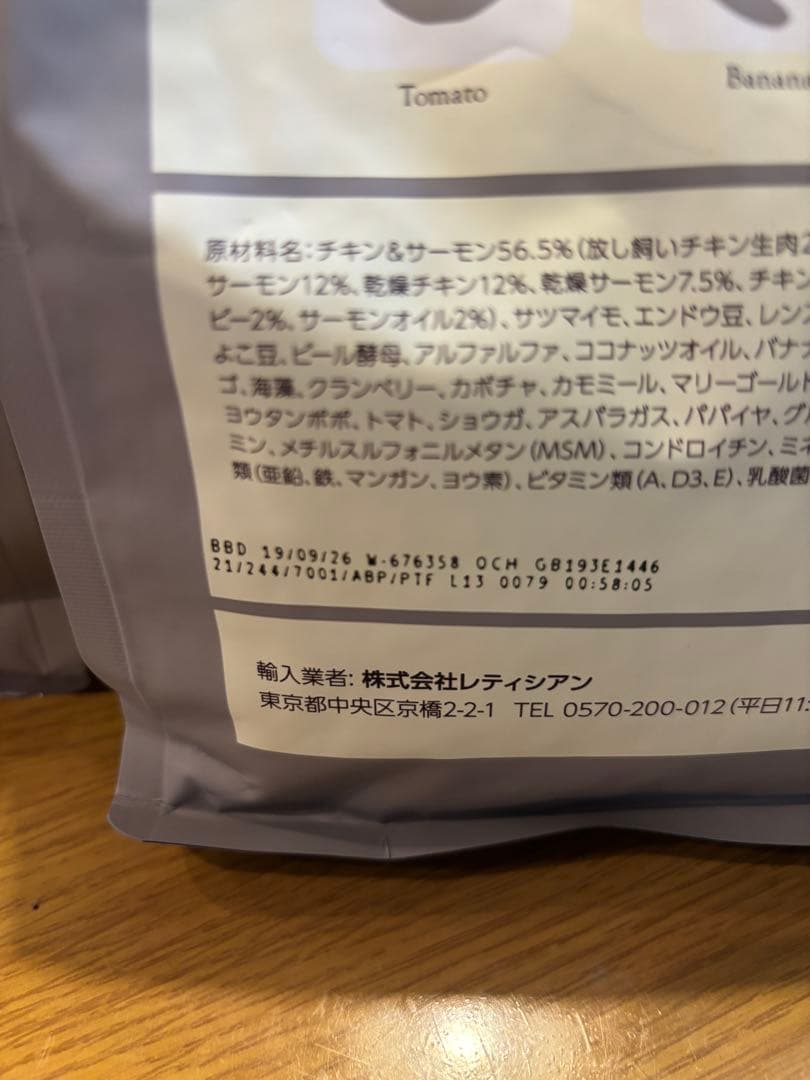 Tomato
Banana
原材料名:チキン&サーモン56.5%(放し飼いチキン生肉2
サーモン12%、乾燥チキン12%、乾燥サーモン7.5%、チキン
ビー2%、サーモンオイル2%)、サツマイモ、エンドウ豆、レンズ
よこ豆、ビール酵母、アルファルファ、ココナッツオイル、バナナ
ゴ、海藻、クランベリー、カボチャ、カモミール、マリーゴールド
ヨウタンポポ、トマト、ショウガ、アスパラガス、パパイヤ、グル
ミン、メチルスルフォニルメタン(MSM)、コンドロイチン、ミネ
類(亜鉛、鉄、マンガン、ヨウ素)、ビタミン類(A、D3、E)、乳酸菌
BBD 19/09/26 W-676358 OCH GB193E1446
21/244/7001/ABP/PTF L13 0079 00:58:05
輸入業者: 株式会社レティシアン
東京都中央区京橋2-2-1 TEL 0570-200-012(平日11: